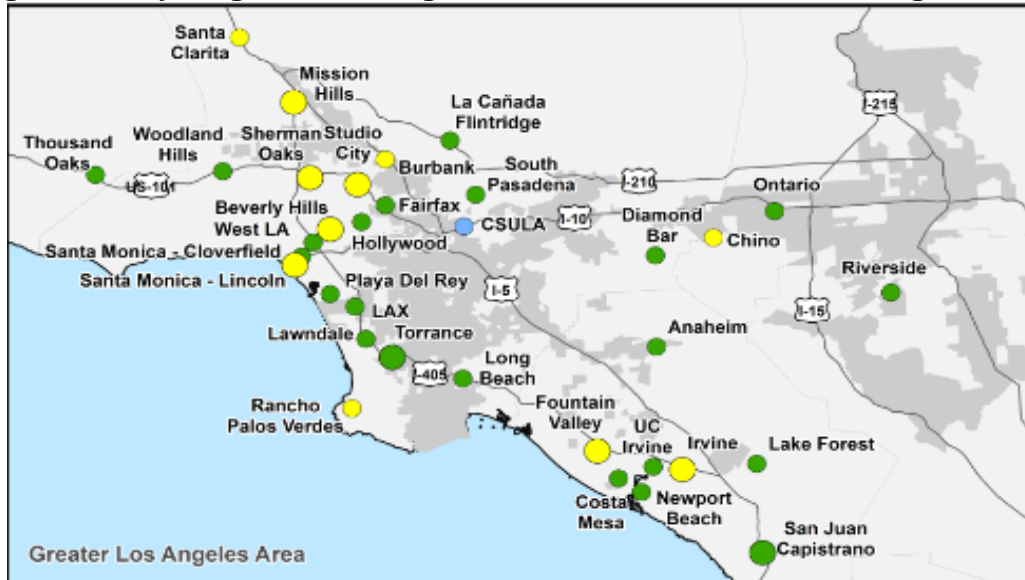 Santa
Clarita
Mission
Hills
La Cañada
Flintridge
Thousand
Oaks
Woodland
Hills
Sherman
Oaks
Studio
City
Burbank
South
Pasadena
US-101
I-210
I-215
Ontario
Beverly Hills
West LA
Fairfax
CSULA
I-10
Diamond
Bar
Chino
Hollywood
Santa Monica - Cloverfield
Santa Monica - Lincoln
Playa Del Rey
I-5
Riverside
I-15
LAX
Lawndale
Torrance
Anaheim
I-405
Long
Beach
Rancho
Palos Verdes
Fountain
Valley
UC
Irvine
Irvine
Lake Forest
Costa
Mesa
Newport
Beach
San Juan
Capistrano
Greater Los Angeles Area